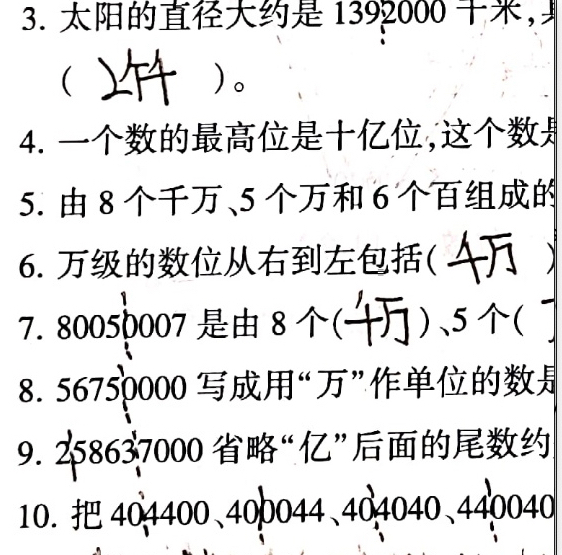 3. 太阳的直径大约是 1392000 千米,
( 2千 )。
4. 一个数的最高位是十亿位,这个数是
5. 由 8 个千万、5 个万和 6 个百组成的
6. 万级的数位从右到左包括( 千万 )
7. 80050007 是由 8 个(千万)、5 个(
8. 56750000 写成用“万”作单位的数是
9. 258637000 省略“亿”后面的尾数约
10. 把 404400、400044、404040、440040